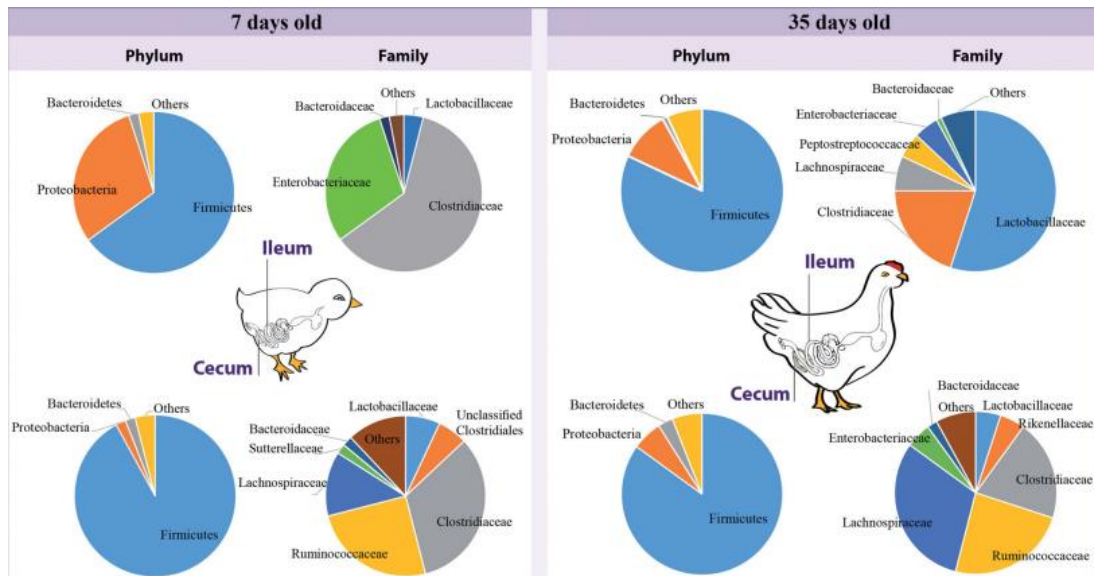 7 days old
Phylum
Family
Bacteroidetes
Others
Proteobacteria
Firmicutes
Bacteroidaceae
Others
Lactobacillaceae
Enterobacteriaceae
Clostridiaceae
Ileum
Cecum
Bacteroidetes
Others
Proteobacteria
Firmicutes
Lactobacillaceae
Unclassified
Clostridiales
Bacteroidaceae
Others
Sutterellaceae
Lachnospiraceae
Clostridiaceae
Ruminococcaceae
35 days old
Phylum
Family
Bacteroidetes
Others
Proteobacteria
Firmicutes
Bacteroidaceae
Others
Enterobacteriaceae
Peptostreptococcaceae
Lachnospiraceae
Clostridiaceae
Lactobacillaceae
Ileum
Cecum
Bacteroidetes
Others
Proteobacteria
Firmicutes
Bacteroidaceae
Others
Lactobacillaceae
Rikenellaceae
Enterobacteriaceae
Clostridiaceae
Lachnospiraceae
Ruminococcaceae